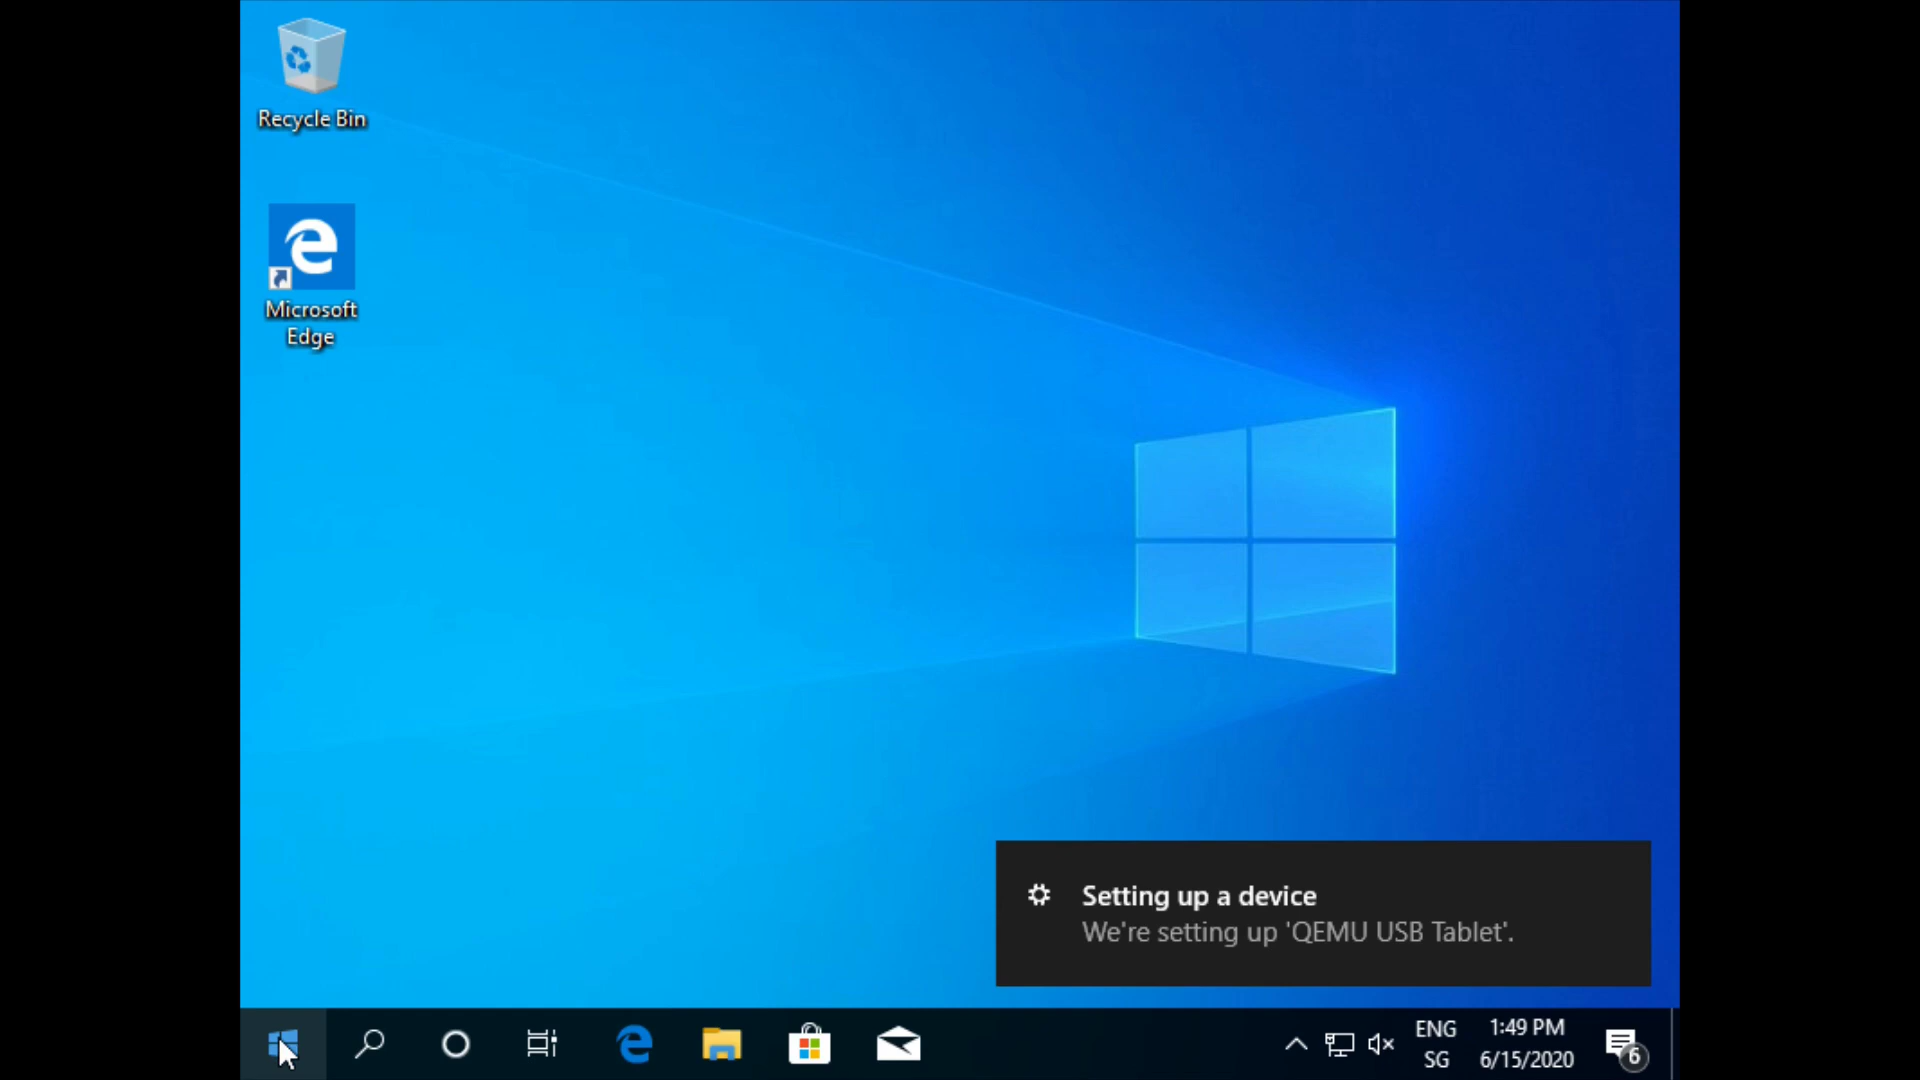 Recycle Bin
Microsoft
Edge
Setting up a device
We're setting up 'QEMU USB Tablet'.
ENG
SG
1:49 PM
6/15/2020
6